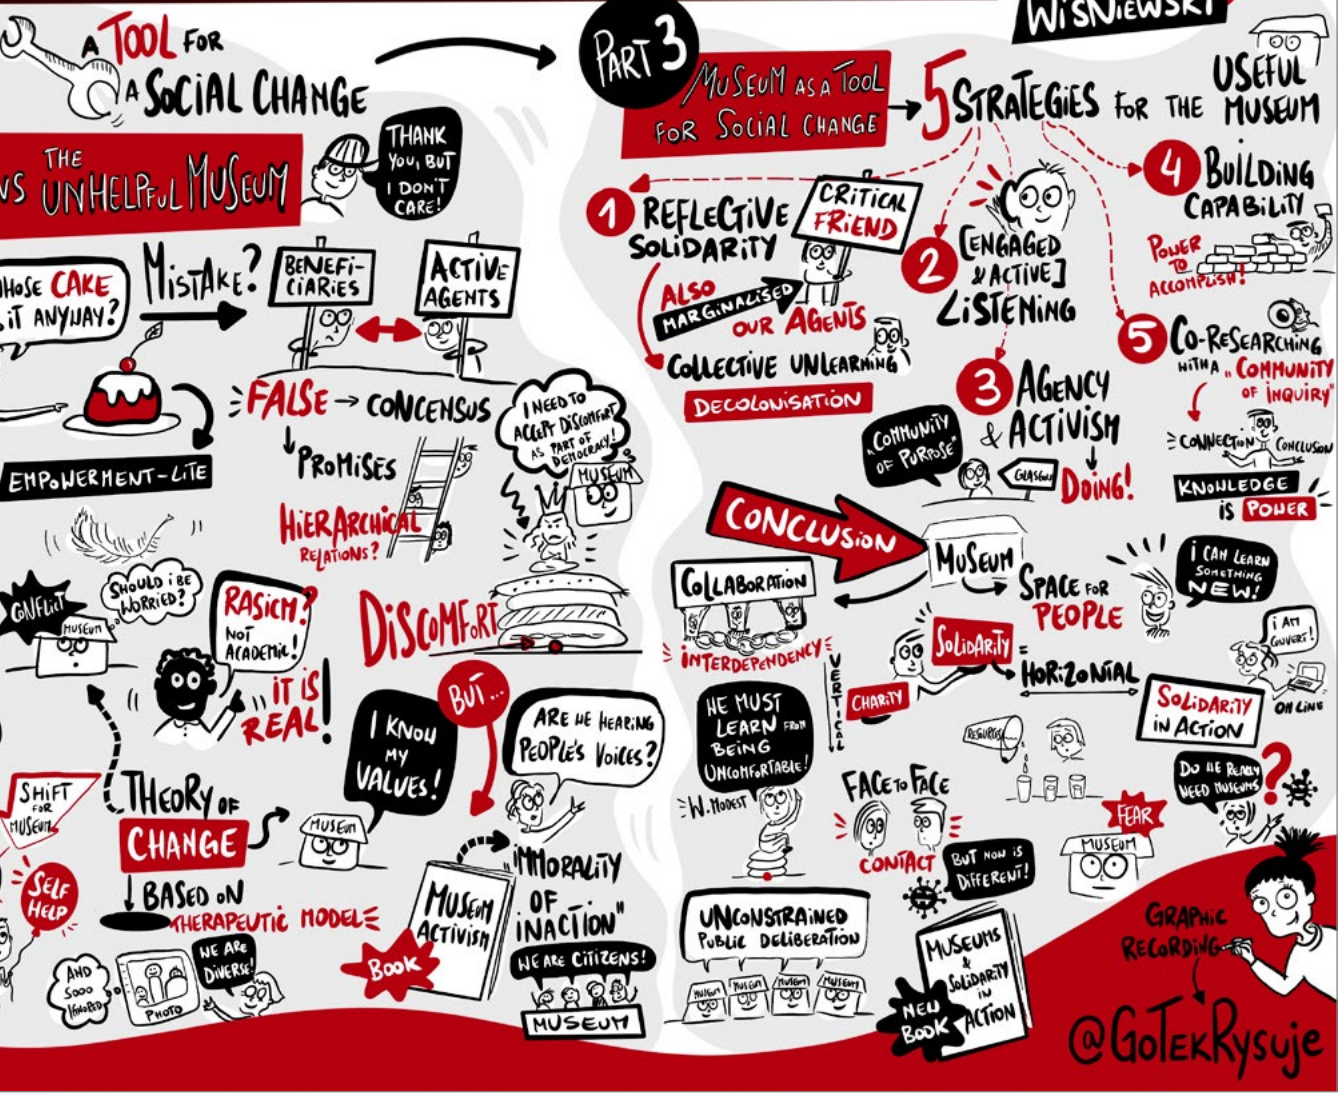 A TOOL FOR
A SOCIAL CHANGE
THE
VS UNHELPFUL MUSEUM
THANK
YOU, BUT
I DON'T
CARE!
CAKE
IT ANYWAY?
MISTAKE?
BENEFI-
CIARIES
ACTIVE
AGENTS
FALSE → CONCENSUS
PROMISES
HIERARCHICAL
RELATIONS?
EMPOWERMENT-LITE
I NEED TO
ACCEPT DISCOMFORT
AS PART OF
DEMOCRACY!
MUSEUM
CONFLICT
MUSEUM
SHOULD I BE
WORRIED?
RASICM?
NOT
ACADEMIC!
IT IS
REAL!
DISCOMFORT
BUT...
I KNOW
MY
VALUES!
ARE WE HEARING
PEOPLE'S VOICES?
SHIFT
FOR
MUSEUM
THEORY OF
CHANGE
MUSEUM
BASED ON
THERAPEUTIC MODEL
SELF
HELP
AND
SOOO
IGNORED
PHOTO
WE ARE
DIVERSE!
MUSEUM
ACTIVISM
BOOK
"IMMORALITY
OF
INACTION"
WE ARE CITIZENS!
MUSEUM
PART 3
MUSEUM AS A TOOL
FOR SOCIAL CHANGE
WISNIEWSKI
5 STRATEGIES FOR THE USEFUL
MUSEUM
1 REFLECTIVE
SOLIDARITY
CRITICAL
FRIEND
ALSO
MARGINALISED
OUR AGENTS
COLLECTIVE UNLEARNING
DECOLONISATION
2 [ENGAGED
& ACTIVE]
LISTENING
3 AGENCY
& ACTIVISM
DOING!
"COMMUNITY
OF PURPOSE"
GLASGOW
4 BUILDING
CAPABILITY
POWER
TO
ACCOMPLISH!
5 CO-RESEARCHING
WITH A "COMMUNITY
OF INQUIRY"
CONNECTION
CONCLUSION
KNOWLEDGE
IS POWER
CONCLUSION
MUSEUM
SPACE FOR
PEOPLE
I CAN LEARN
SOMETHING
NEW!
COLLABORATION
INTERDEPENDENCY
VERTICAL
CHARITY
SOLIDARITY
=
HORIZONTAL
I AM
COUVERT!
ON LINE
SOLIDARITY
IN ACTION
WE MUST
LEARN FROM
BEING
UNCOMFORTABLE!
W. MODEST
RESOURCES
FACE TO FACE
CONTACT
BUT NOW IS
DIFFERENT!
FEAR
MUSEUM
DO WE REALLY
NEED MUSEUMS
?
UNCONSTRAINED
PUBLIC DELIBERATION
MUSEUM MUSEUM MUSEUM MUSEUM
MUSEUMS
&
SOLIDARITY
IN
ACTION
NEW
BOOK
GRAPHIC
RECORDING
@GOTEKRysuje